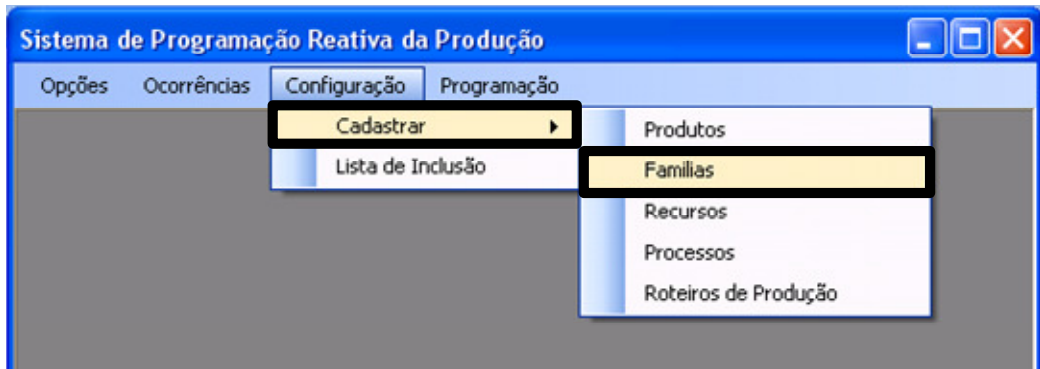 Sistema de Programação Reativa da Produção
Opções Ocorrências Configuração Programação
Cadastrar
Lista de Inclusão
Produtos
Familias
Recursos
Processos
Roteiros de Produção